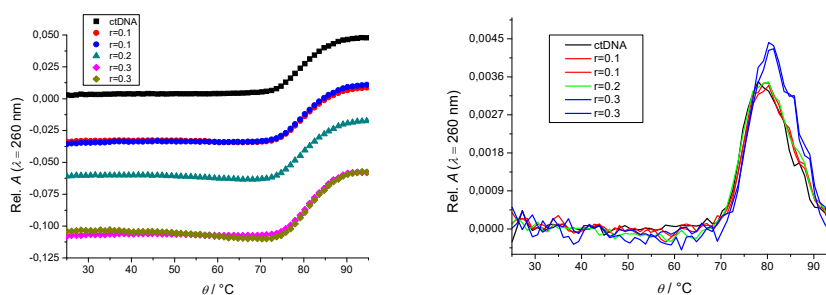 ctDNA
r=0.1
r=0.1
r=0.2
r=0.3
r=0.3
0,050
0,025
0,000
-0,025
-0,050
-0,075
-0,100
-0,125
Rel. A (λ = 260 nm)
30 40 50 60 70 80 90
θ / °C
ctDNA
r=0.1
r=0.1
r=0.2
r=0.3
r=0.3
0,0045
0,0036
0,0027
0,0018
0,0009
0,0000
Rel. A (λ = 260 nm)
30 40 50 60 70 80 90
θ / °C